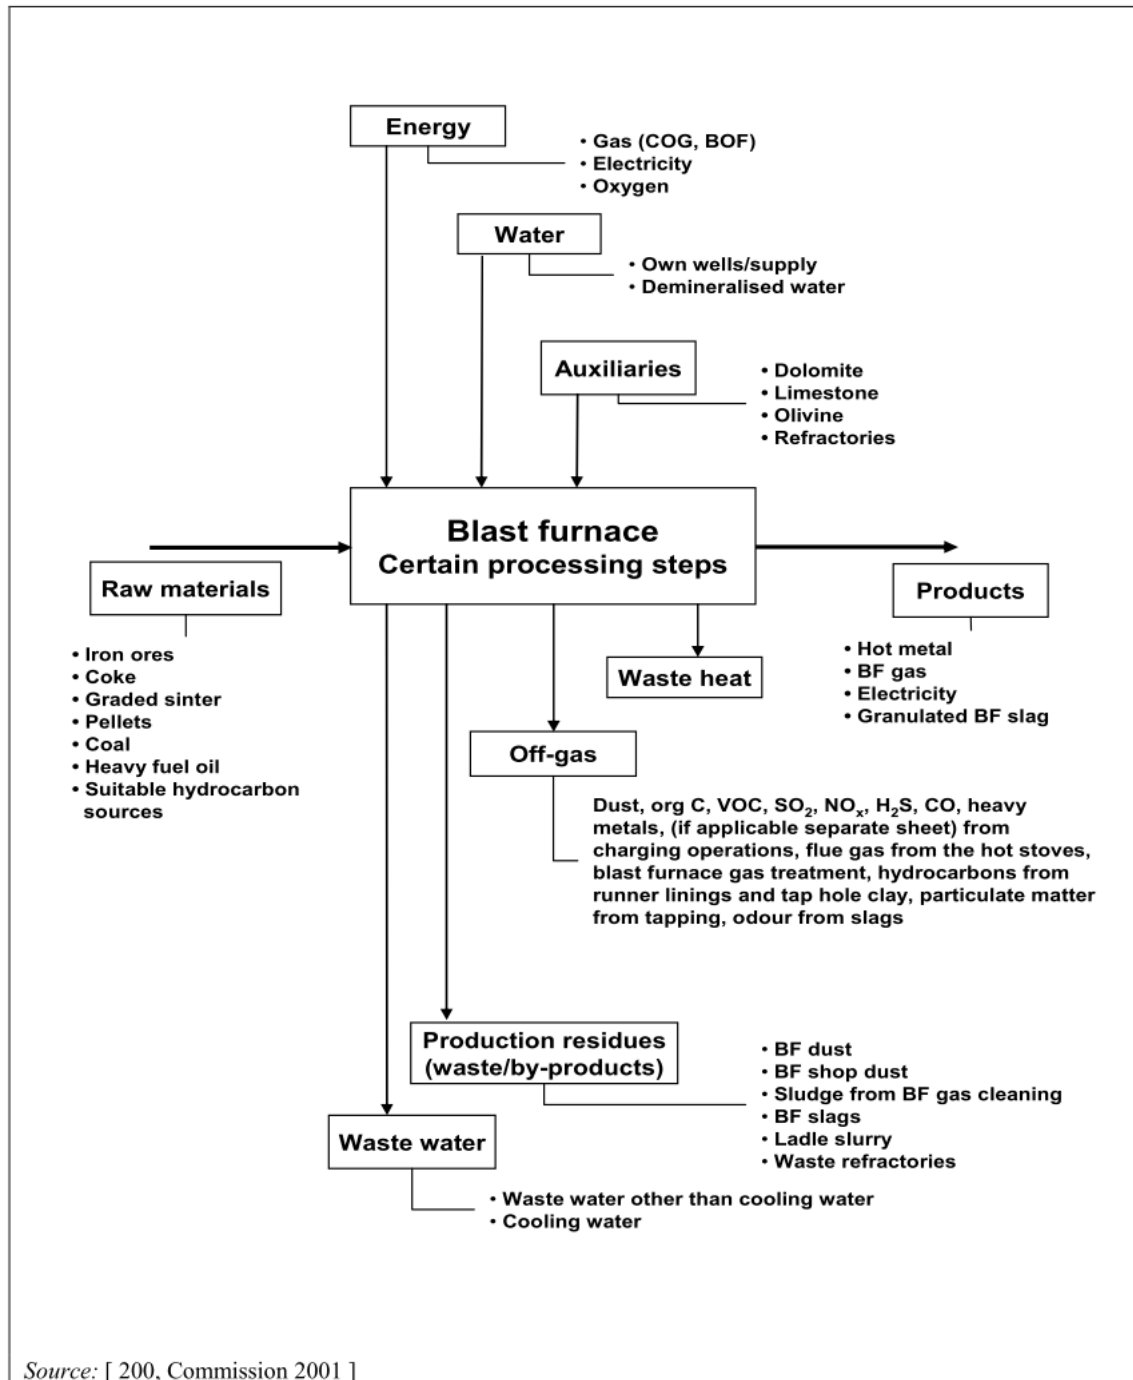 Energy
• Gas (COG, BOF)
• Electricity
• Oxygen
Water
• Own wells/supply
• Demineralised water
Auxiliaries
• Dolomite
• Limestone
• Olivine
• Refractories
Blast furnace
Certain processing steps
Raw materials
• Iron ores
• Coke
• Graded sinter
• Pellets
• Coal
• Heavy fuel oil
• Suitable hydrocarbon
sources
Products
• Hot metal
• BF gas
• Electricity
• Granulated BF slag
Waste heat
Off-gas
Dust, org C, VOC, SO₂, NOₓ, H₂S, CO, heavy
metals, (if applicable separate sheet) from
charging operations, flue gas from the hot stoves,
blast furnace gas treatment, hydrocarbons from
runner linings and tap hole clay, particulate matter
from tapping, odour from slags
Production residues
(waste/by-products)
• BF dust
• BF shop dust
• Sludge from BF gas cleaning
• BF slags
• Ladle slurry
• Waste refractories
Waste water
• Waste water other than cooling water
• Cooling water
Source: [ 200, Commission 2001 ]